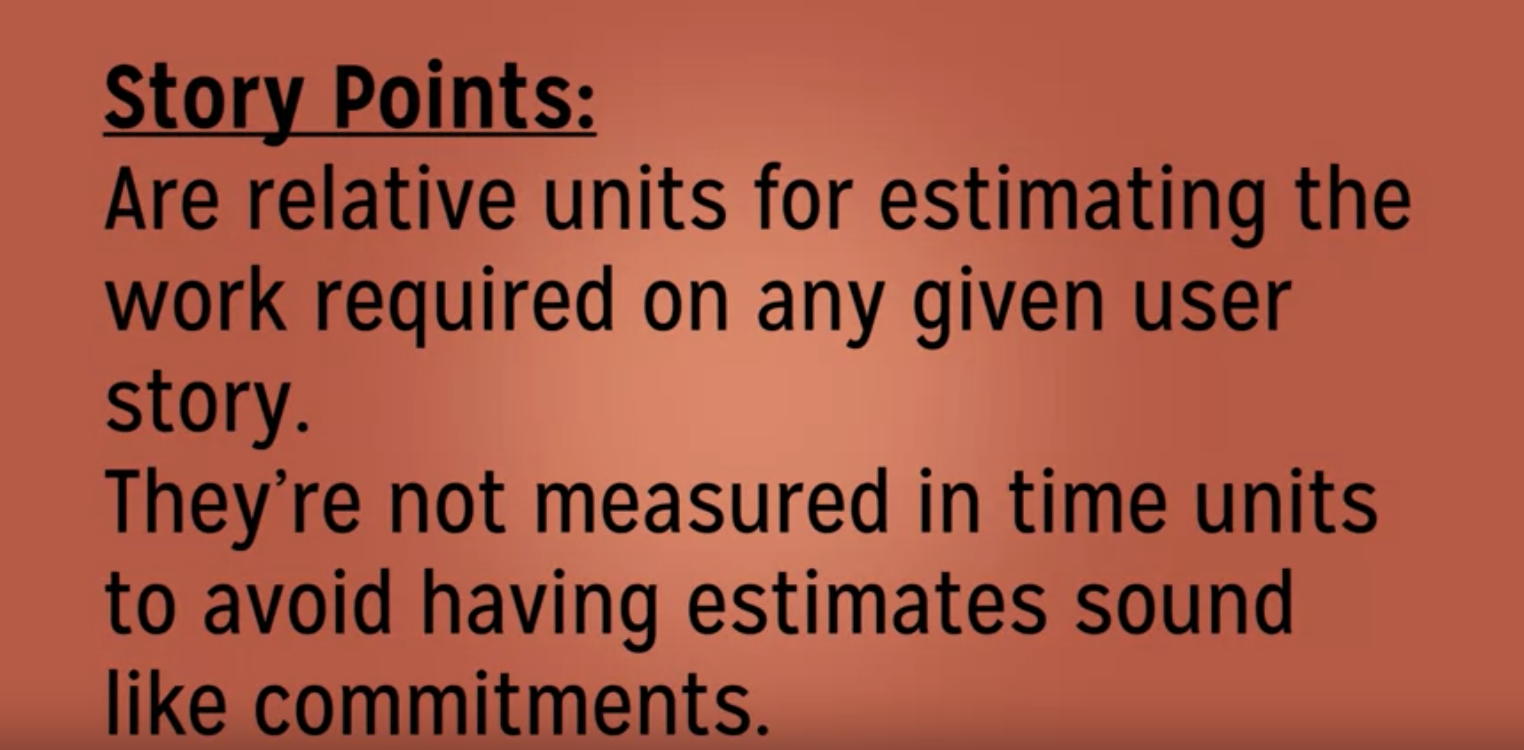 Story Points:
Are relative units for estimating the
work required on any given user
story.
They’re not measured in time units
to avoid having estimates sound
like commitments.